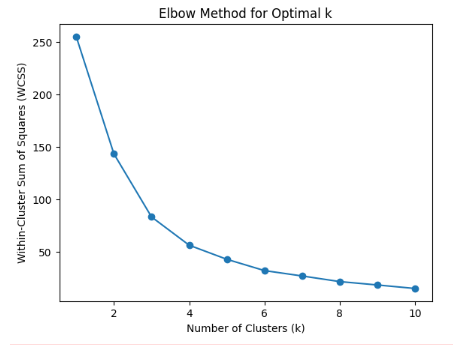 Elbow Method for Optimal k
Within-Cluster Sum of Squares (WCSS)
250
200
150
100
50
2 4 6 8 10
Number of Clusters (k)